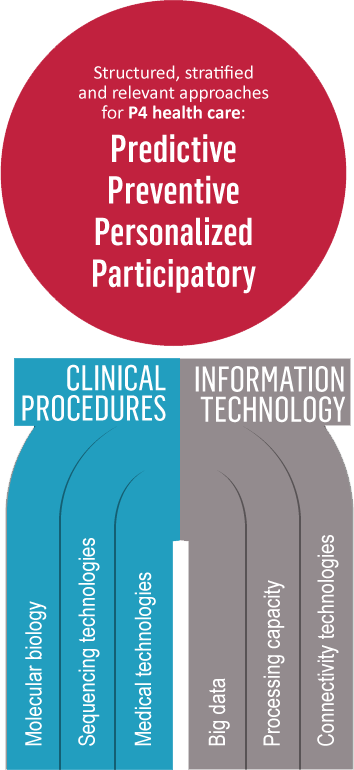 Structured, stratified
and relevant approaches
for P4 health care:
Predictive
Preventive
Personalized
Participatory
CLINICAL
PROCEDURES
INFORMATION
TECHNOLOGY
Molecular biology
Sequencing technologies
Medical technologies
Big data
Processing capacity
Connectivity technologies